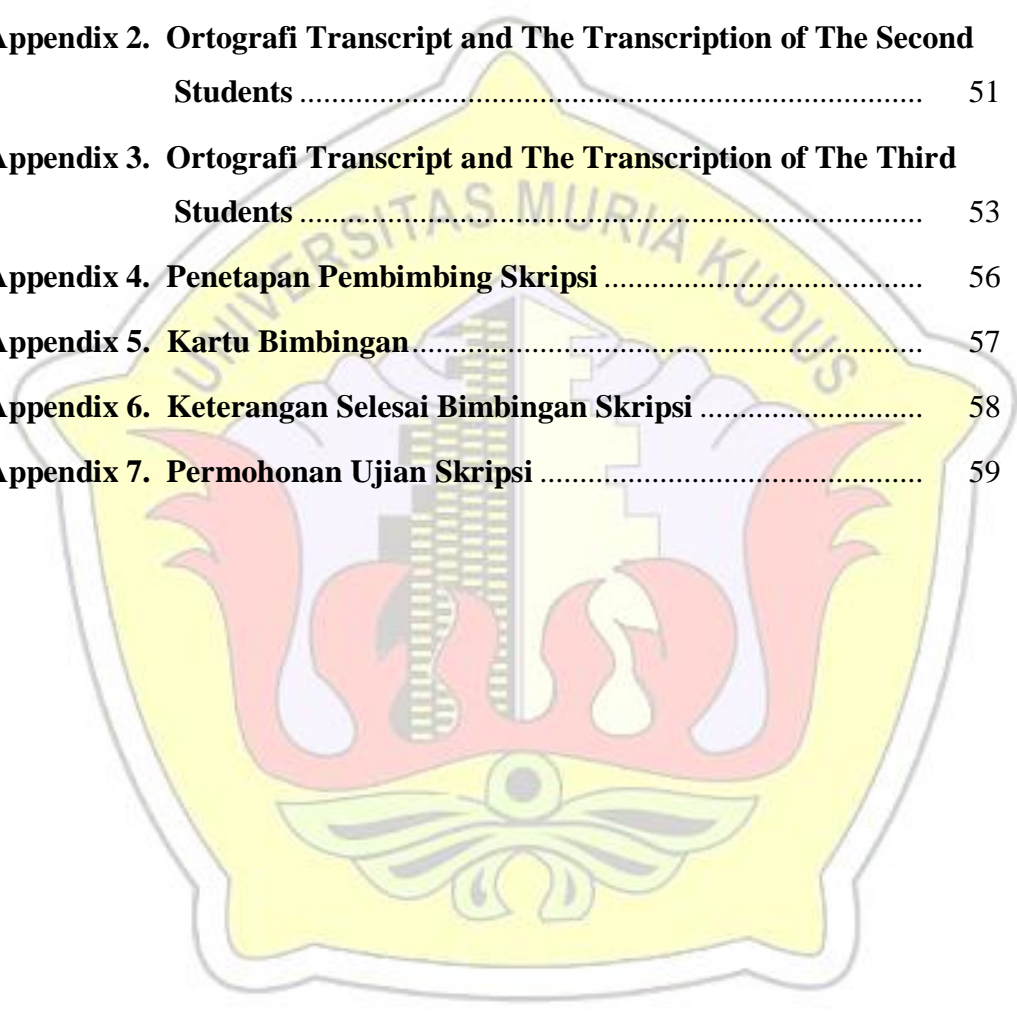 Appendix 2. Ortografi Transcript and The Transcription of The Second
Students ........................................................................... 51
Appendix 3. Ortografi Transcript and The Transcription of The Third
Students ........................................................................... 53
Appendix 4. Penetapan Pembimbing Skripsi ...................................... 56
Appendix 5. Kartu Bimbingan.............................................................. 57
Appendix 6. Keterangan Selesai Bimbingan Skripsi ........................... 58
Appendix 7. Permohonan Ujian Skripsi .............................................. 59
UNIVERSITAS MURIA KUDUS